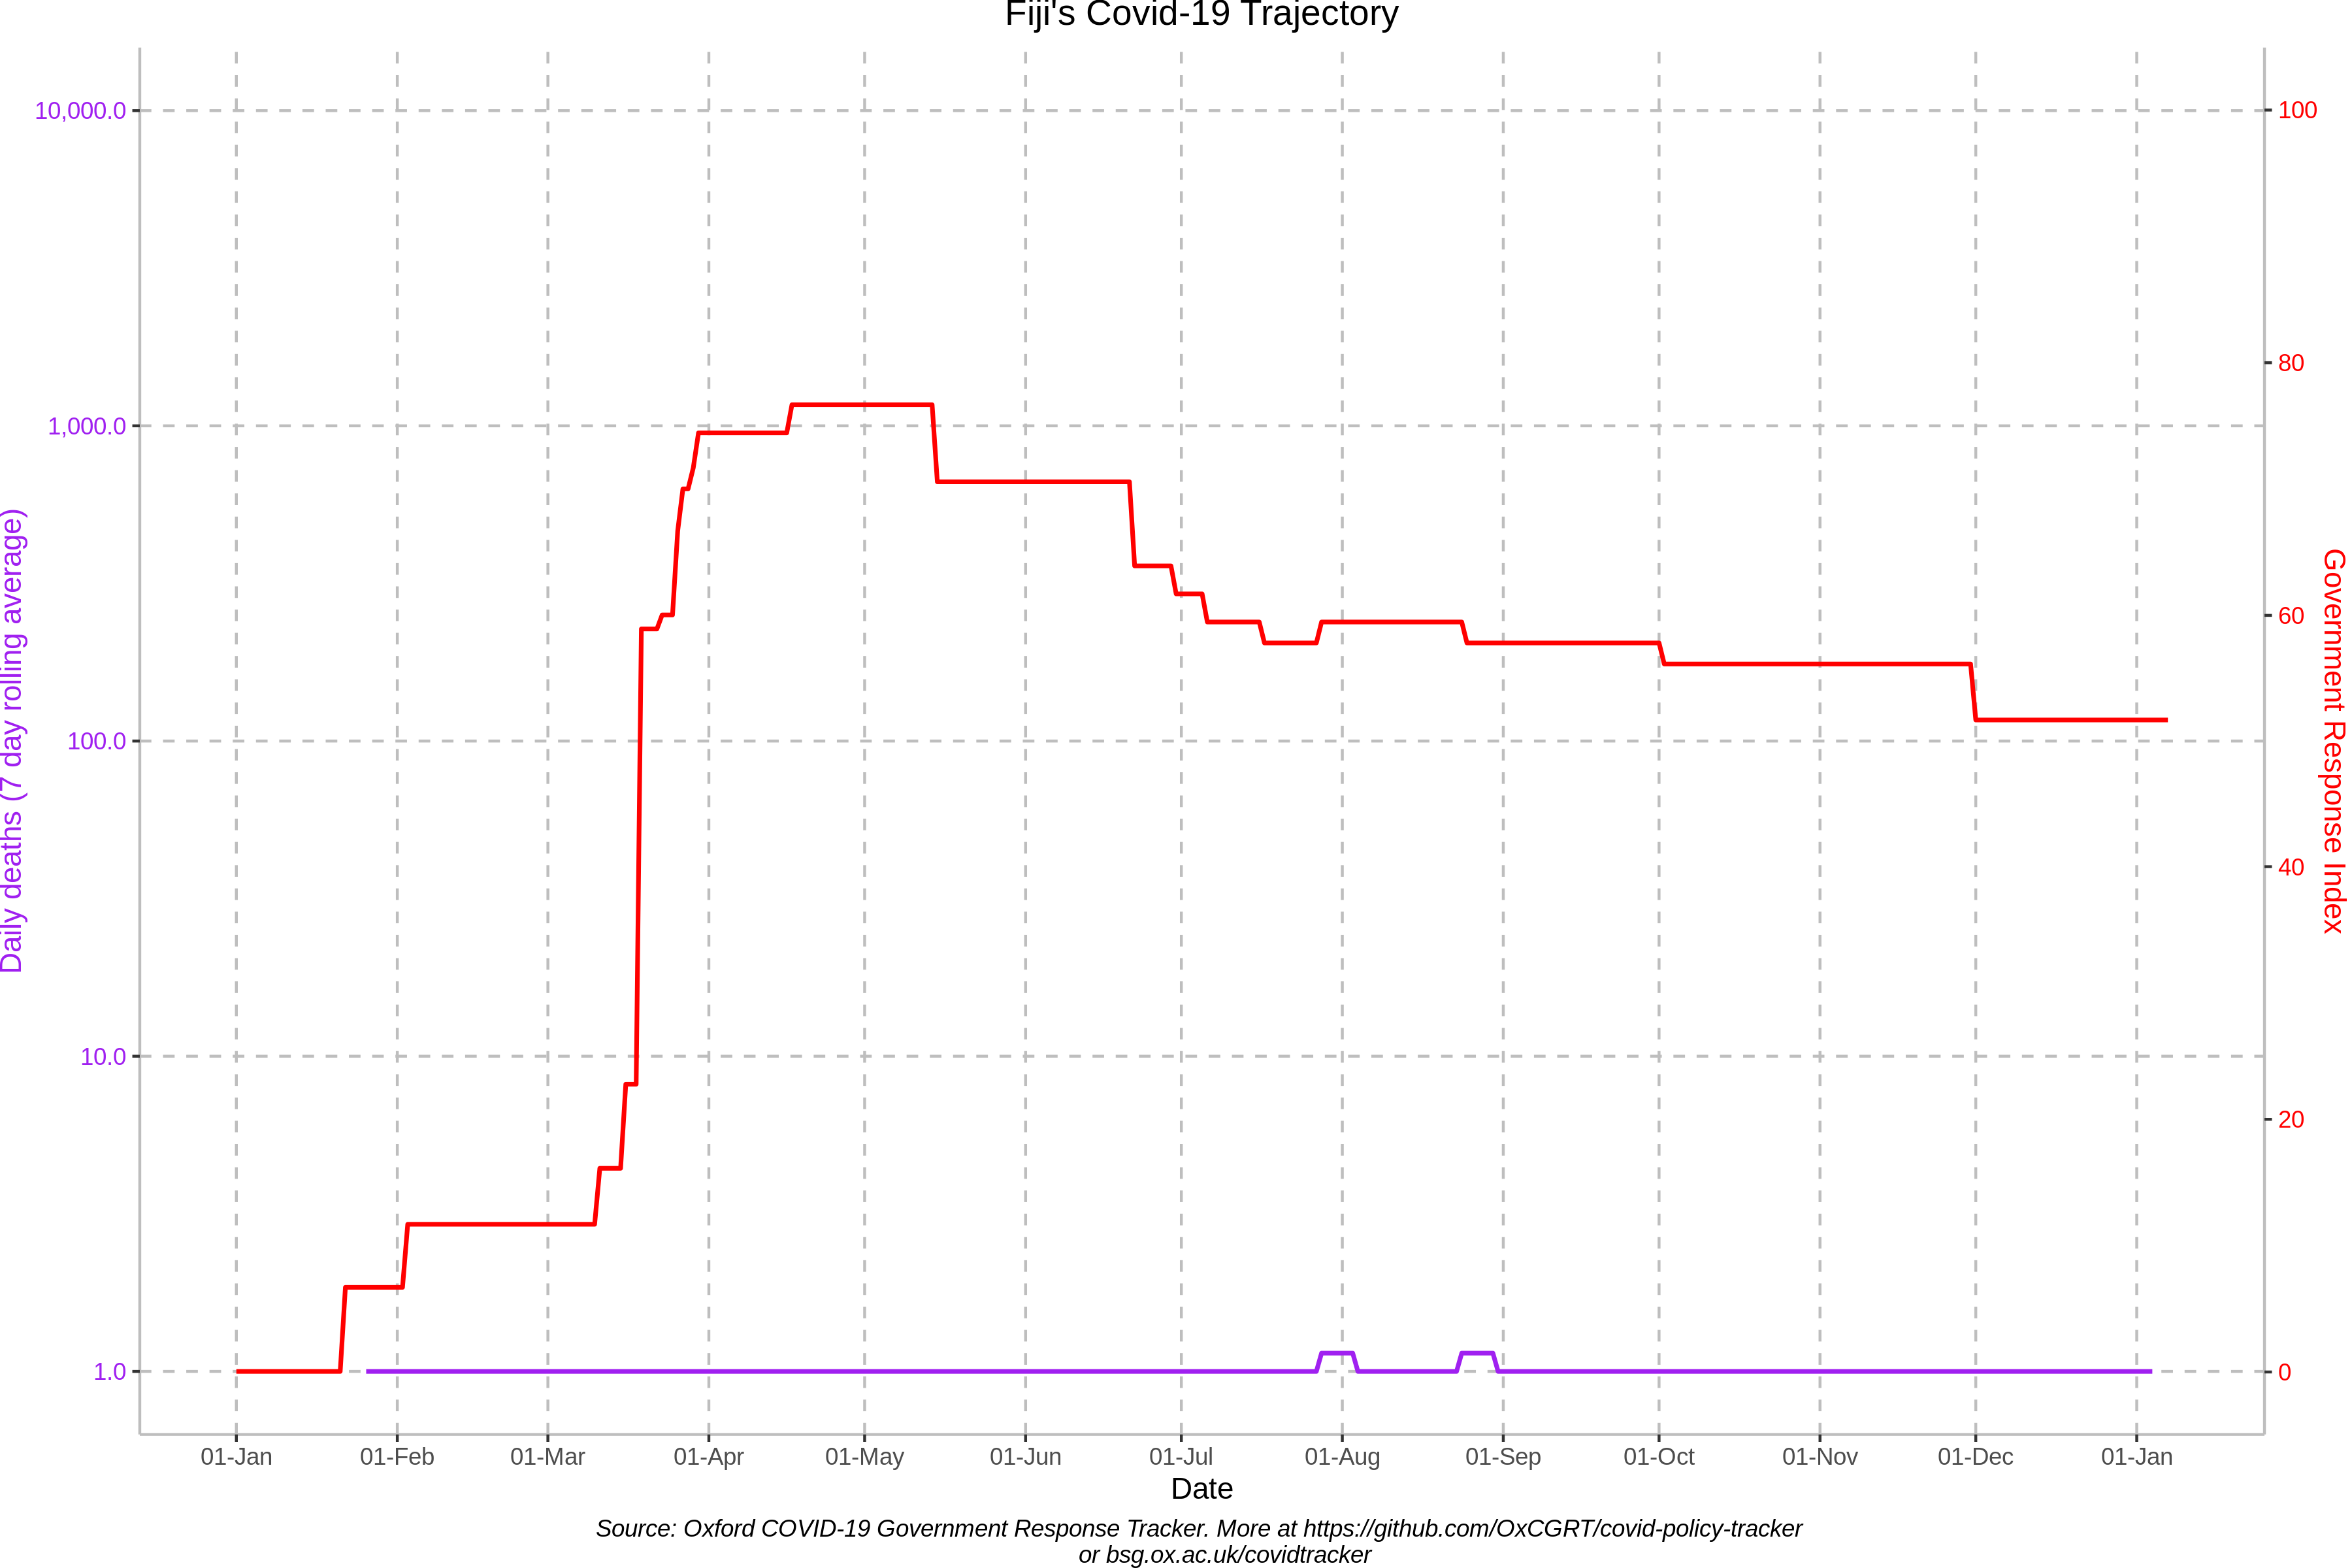 Fiji's Covid-19 Trajectory
10,000.0
1,000.0
100.0
10.0
1.0
Daily deaths (7 day rolling average)
100
80
60
40
20
0
Government Response Index
01-Jan 01-Feb 01-Mar 01-Apr 01-May 01-Jun 01-Jul 01-Aug 01-Sep 01-Oct 01-Nov 01-Dec 01-Jan
Date
Source: Oxford COVID-19 Government Response Tracker. More at https://github.com/OxCGRT/covid-policy-tracker
or bsg.ox.ac.uk/covidtracker